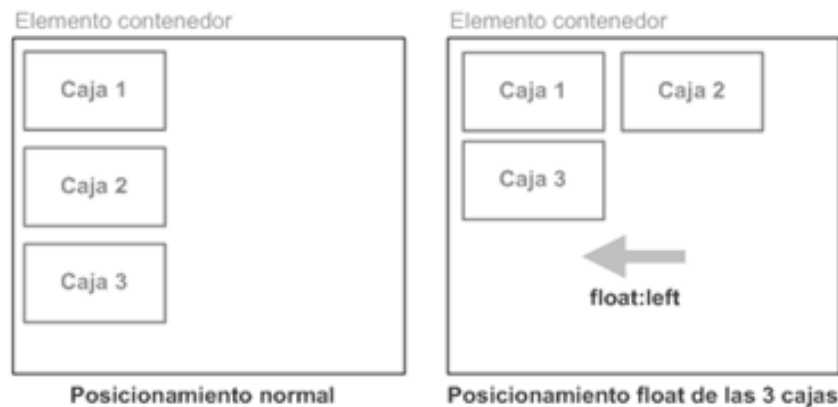 Elemento contenedor
Caja 1
Caja 2
Caja 3
Posicionamiento normal
Elemento contenedor
Caja 1 Caja 2
Caja 3
float:left
Posicionamiento float de las 3 cajas